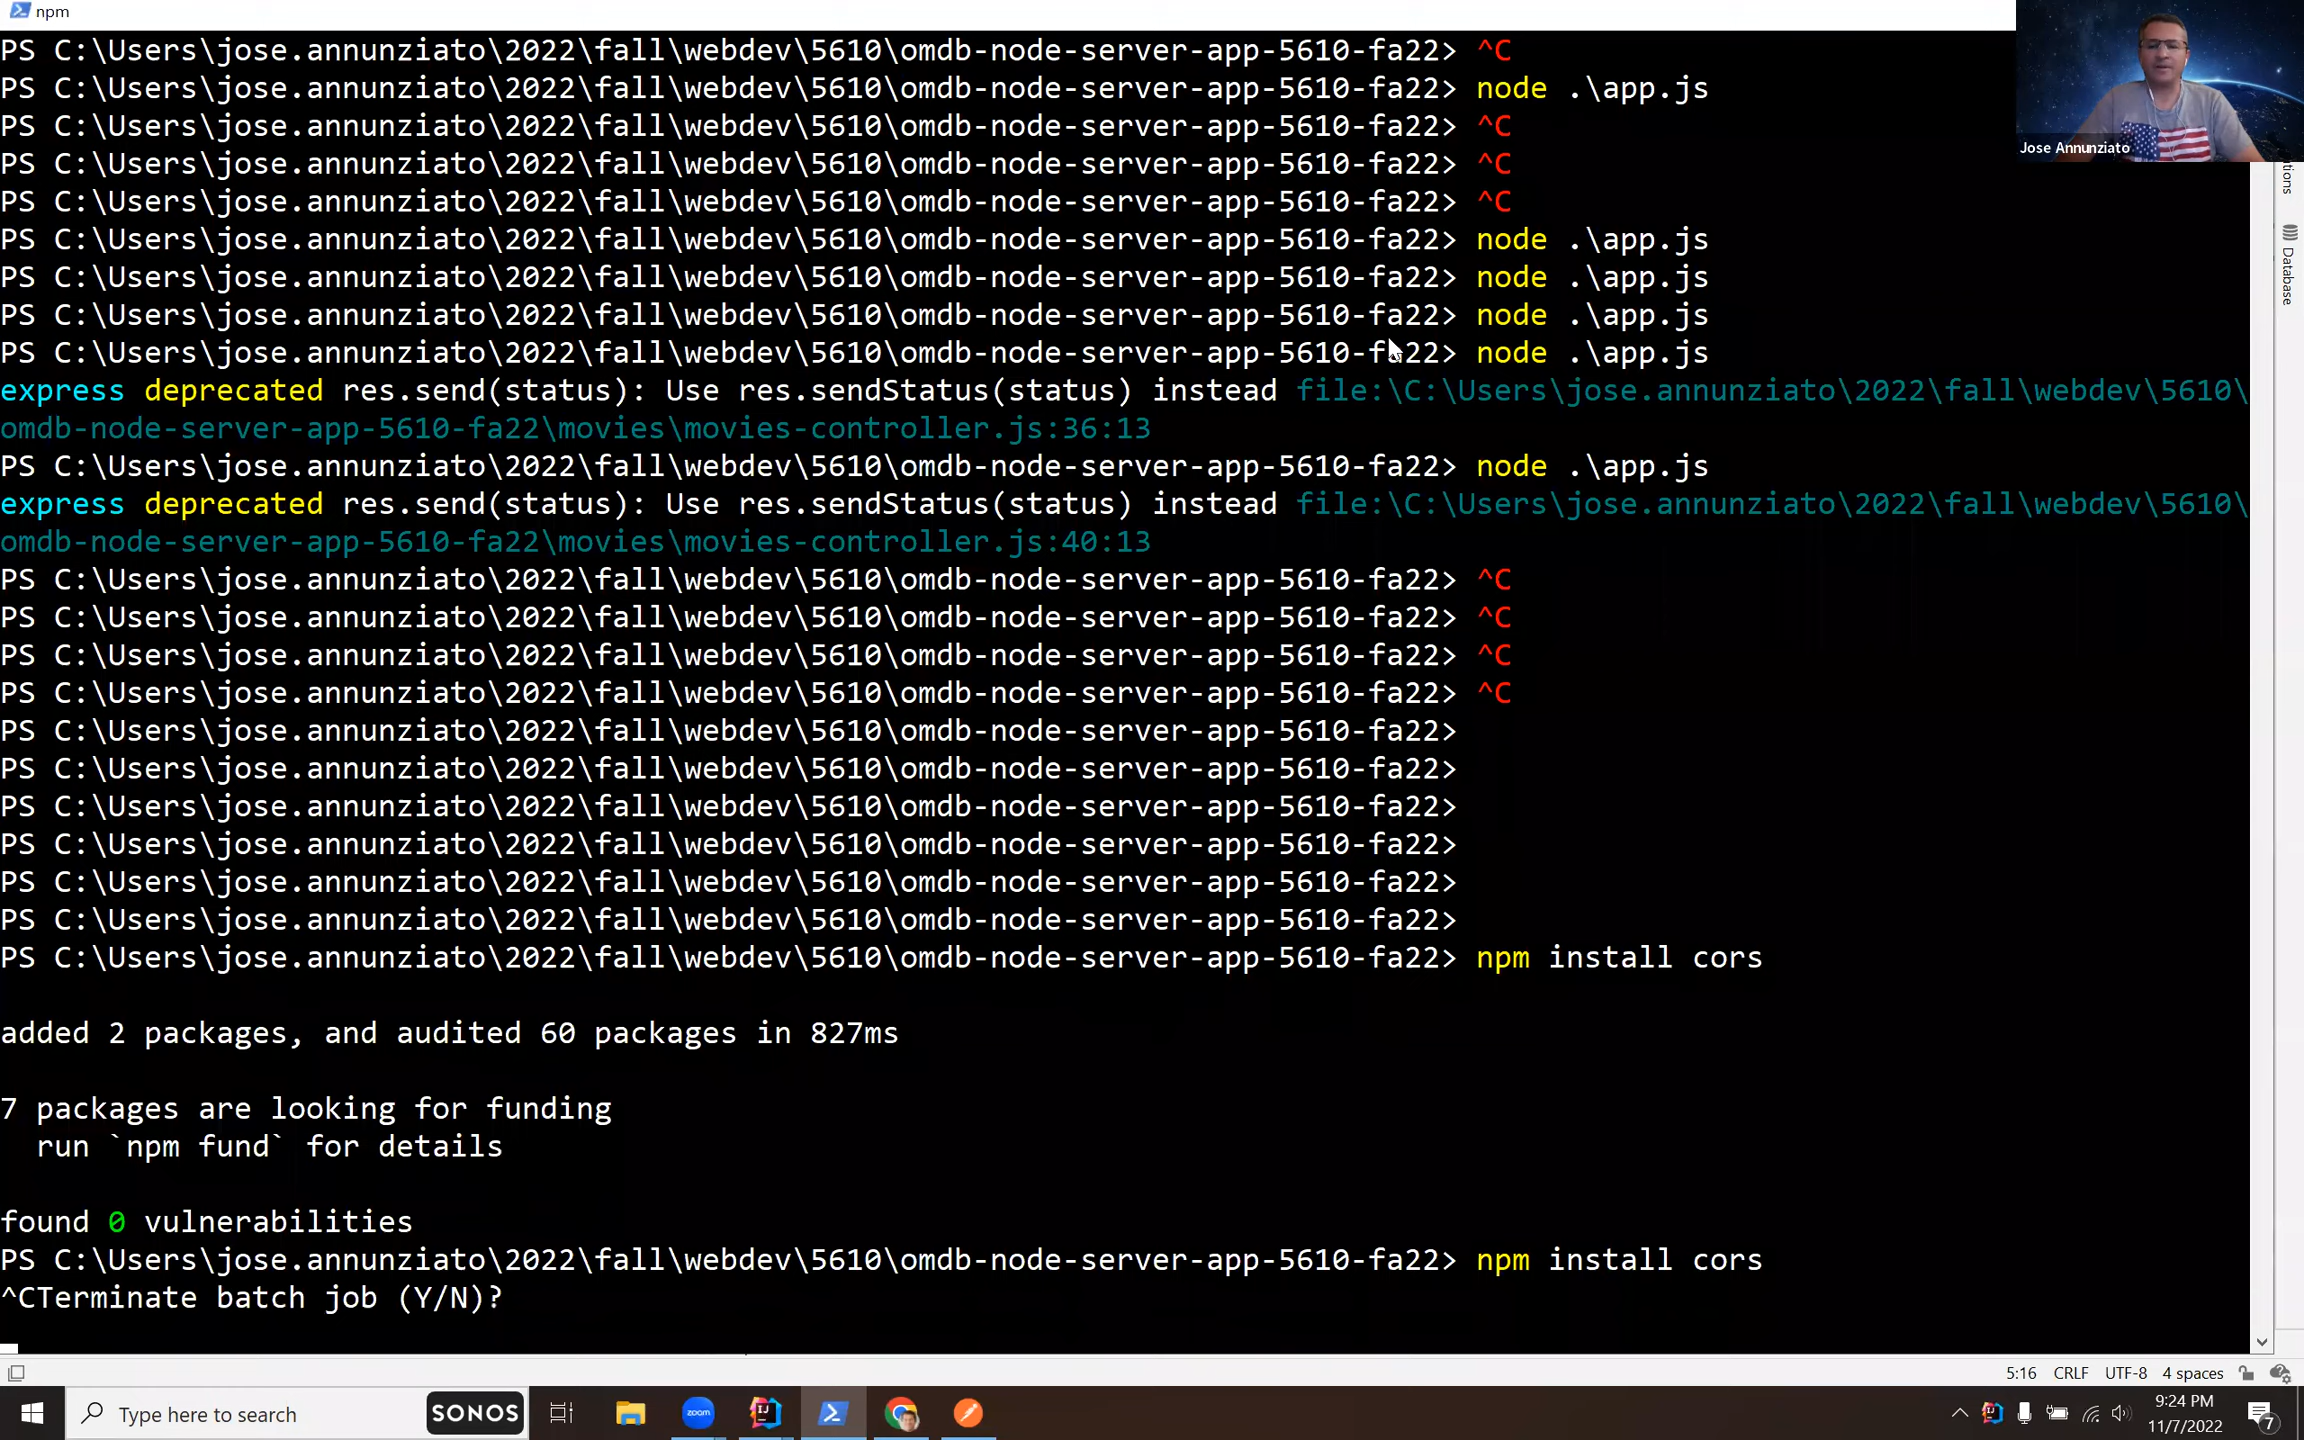 npm
PS C:\Users\jose.annunziato\2022\fall\webdev\5610\omdb-node-server-app-5610-fa22> ^C
PS C:\Users\jose.annunziato\2022\fall\webdev\5610\omdb-node-server-app-5610-fa22> node .\app.js
PS C:\Users\jose.annunziato\2022\fall\webdev\5610\omdb-node-server-app-5610-fa22> ^C
PS C:\Users\jose.annunziato\2022\fall\webdev\5610\omdb-node-server-app-5610-fa22> ^C
PS C:\Users\jose.annunziato\2022\fall\webdev\5610\omdb-node-server-app-5610-fa22> ^C
PS C:\Users\jose.annunziato\2022\fall\webdev\5610\omdb-node-server-app-5610-fa22> node .\app.js
PS C:\Users\jose.annunziato\2022\fall\webdev\5610\omdb-node-server-app-5610-fa22> node .\app.js
PS C:\Users\jose.annunziato\2022\fall\webdev\5610\omdb-node-server-app-5610-fa22> node .\app.js
PS C:\Users\jose.annunziato\2022\fall\webdev\5610\omdb-node-server-app-5610-fa22> node .\app.js
express deprecated res.send(status): Use res.sendStatus(status) instead file:\C:\Users\jose.annunziato\2022\fall\webdev\5610\
omdb-node-server-app-5610-fa22\movies\movies-controller.js:36:13
PS C:\Users\jose.annunziato\2022\fall\webdev\5610\omdb-node-server-app-5610-fa22> node .\app.js
express deprecated res.send(status): Use res.sendStatus(status) instead file:\C:\Users\jose.annunziato\2022\fall\webdev\5610\
omdb-node-server-app-5610-fa22\movies\movies-controller.js:40:13
PS C:\Users\jose.annunziato\2022\fall\webdev\5610\omdb-node-server-app-5610-fa22> ^C
PS C:\Users\jose.annunziato\2022\fall\webdev\5610\omdb-node-server-app-5610-fa22> ^C
PS C:\Users\jose.annunziato\2022\fall\webdev\5610\omdb-node-server-app-5610-fa22> ^C
PS C:\Users\jose.annunziato\2022\fall\webdev\5610\omdb-node-server-app-5610-fa22> ^C
PS C:\Users\jose.annunziato\2022\fall\webdev\5610\omdb-node-server-app-5610-fa22>
PS C:\Users\jose.annunziato\2022\fall\webdev\5610\omdb-node-server-app-5610-fa22>
PS C:\Users\jose.annunziato\2022\fall\webdev\5610\omdb-node-server-app-5610-fa22>
PS C:\Users\jose.annunziato\2022\fall\webdev\5610\omdb-node-server-app-5610-fa22>
PS C:\Users\jose.annunziato\2022\fall\webdev\5610\omdb-node-server-app-5610-fa22>
PS C:\Users\jose.annunziato\2022\fall\webdev\5610\omdb-node-server-app-5610-fa22>
PS C:\Users\jose.annunziato\2022\fall\webdev\5610\omdb-node-server-app-5610-fa22> npm install cors
added 2 packages, and audited 60 packages in 827ms
7 packages are looking for funding
run `npm fund` for details
found 0 vulnerabilities
PS C:\Users\jose.annunziato\2022\fall\webdev\5610\omdb-node-server-app-5610-fa22> npm install cors
^CTerminate batch job (Y/N)?
Jose Annunziato
Database
5:16 CRLF UTF-8 4 spaces
Type here to search
SONOS
zoom
IJ
9:24 PM
11/7/2022
7